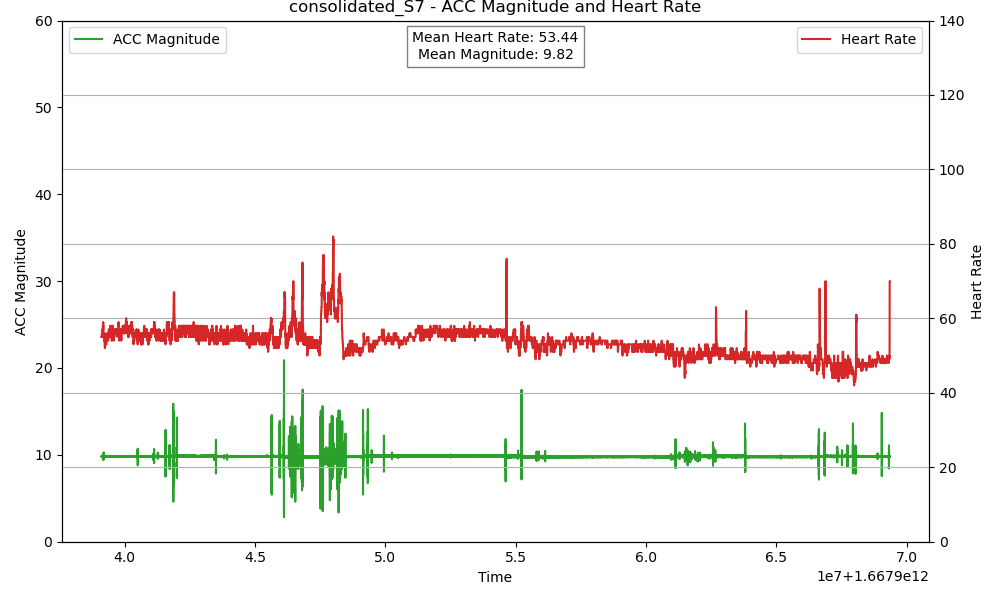 consolidated_S7 - ACC Magnitude and Heart Rate
ACC Magnitude
Mean Heart Rate: 53.44
Mean Magnitude: 9.82
Heart Rate
60
50
40
30
20
10
0
ACC Magnitude
140
120
100
80
60
40
20
0
Heart Rate
4.0 4.5 5.0 5.5 6.0 6.5 7.0
Time
1e7+1.6679e12